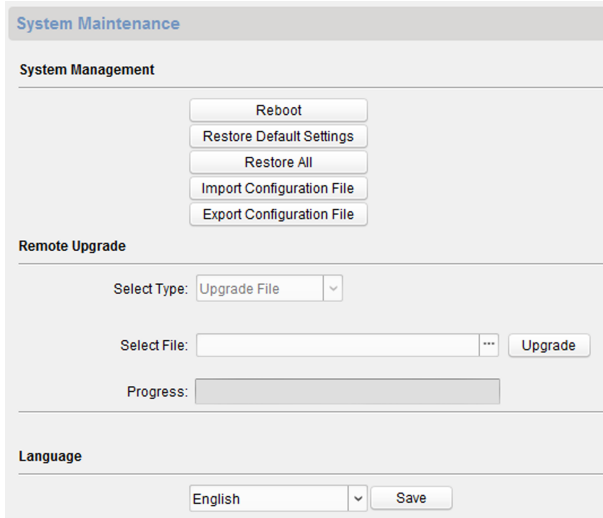 System Maintenance
System Management
Reboot
Restore Default Settings
Restore All
Import Configuration File
Export Configuration File
Remote Upgrade
Select Type: Upgrade File
Select File: ... Upgrade
Progress:
Language
English Save